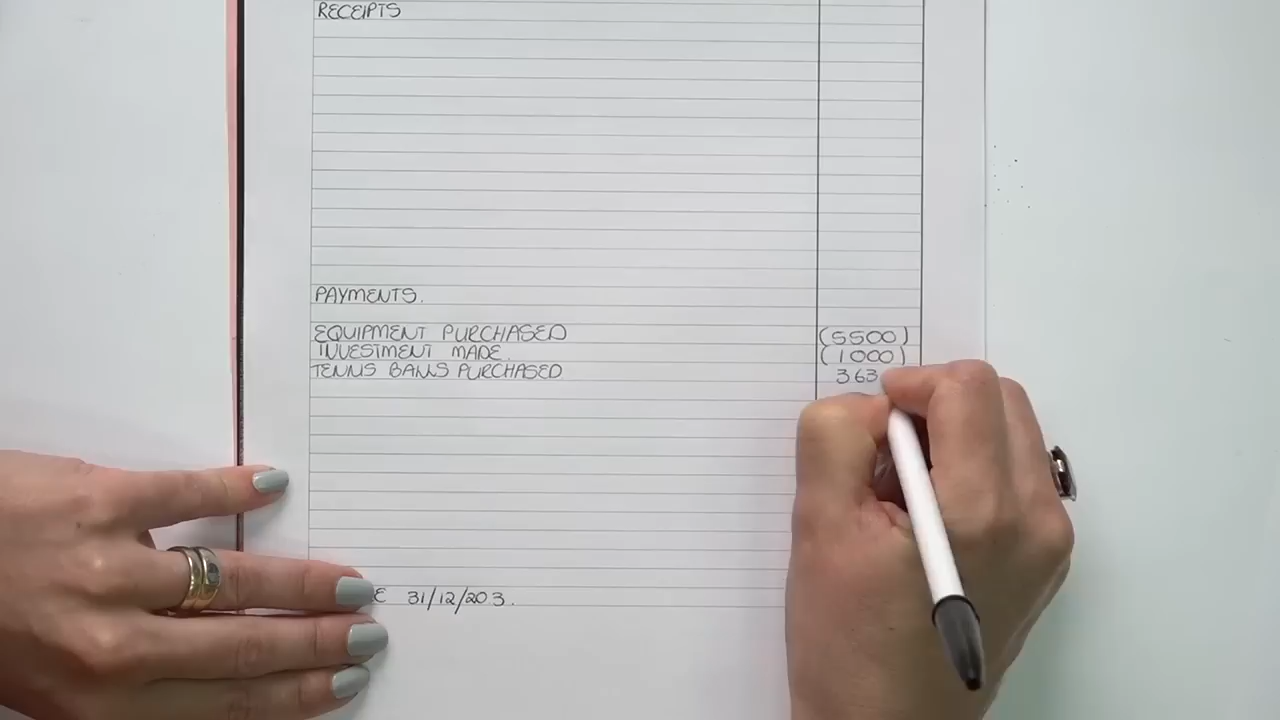 RECEIPTS
PAYMENTS.
EQUIPMENT PURCHASED (5500)
INVESTMENT MADE. (1000)
TENNIS BALLS PURCHASED 363
31/12/203.